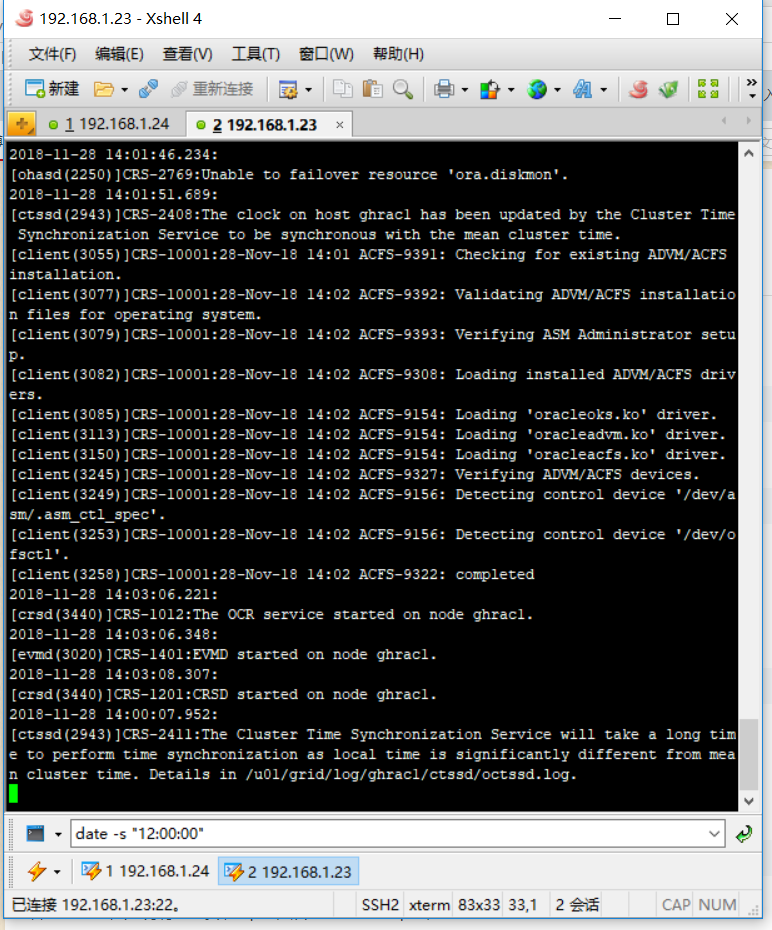 192.168.1.23 - Xshell 4
文件(F) 编辑(E) 查看(V) 工具(T) 窗口(W) 帮助(H)
新建 重新连接
1 192.168.1.24 2 192.168.1.23 ×
2018-11-28 14:01:46.234:
[ohasd(2250)]CRS-2769:Unable to failover resource 'ora.diskmon'.
2018-11-28 14:01:51.689:
[ctssd(2943)]CRS-2408:The clock on host ghrac1 has been updated by the Cluster Time
Synchronization Service to be synchronous with the mean cluster time.
[client(3055)]CRS-10001:28-Nov-18 14:01 ACFS-9391: Checking for existing ADVM/ACFS
installation.
[client(3077)]CRS-10001:28-Nov-18 14:02 ACFS-9392: Validating ADVM/ACFS installatio
n files for operating system.
[client(3079)]CRS-10001:28-Nov-18 14:02 ACFS-9393: Verifying ASM Administrator setu
p.
[client(3082)]CRS-10001:28-Nov-18 14:02 ACFS-9308: Loading installed ADVM/ACFS driv
ers.
[client(3085)]CRS-10001:28-Nov-18 14:02 ACFS-9154: Loading 'oracleoks.ko' driver.
[client(3113)]CRS-10001:28-Nov-18 14:02 ACFS-9154: Loading 'oracleadvm.ko' driver.
[client(3150)]CRS-10001:28-Nov-18 14:02 ACFS-9154: Loading 'oracleacfs.ko' driver.
[client(3245)]CRS-10001:28-Nov-18 14:02 ACFS-9327: Verifying ADVM/ACFS devices.
[client(3249)]CRS-10001:28-Nov-18 14:02 ACFS-9156: Detecting control device '/dev/a
sm/.asm_ctl_spec'.
[client(3253)]CRS-10001:28-Nov-18 14:02 ACFS-9156: Detecting control device '/dev/o
fsctl'.
[client(3258)]CRS-10001:28-Nov-18 14:02 ACFS-9322: completed
2018-11-28 14:03:06.221:
[crsd(3440)]CRS-1012:The OCR service started on node ghrac1.
2018-11-28 14:03:06.348:
[evmd(3020)]CRS-1401:EVMD started on node ghrac1.
2018-11-28 14:03:08.307:
[crsd(3440)]CRS-1201:CRSD started on node ghrac1.
2018-11-28 14:00:07.952:
[ctssd(2943)]CRS-2411:The Cluster Time Synchronization Service will take a long tim
e to perform time synchronization as local time is significantly different from mea
n cluster time. Details in /u01/grid/log/ghrac1/ctssd/octssd.log.
date -s "12:00:00"
1 192.168.1.24 2 192.168.1.23
已连接 192.168.1.23:22。 SSH2 xterm 83x33 33,1 2 会话 CAP NUM